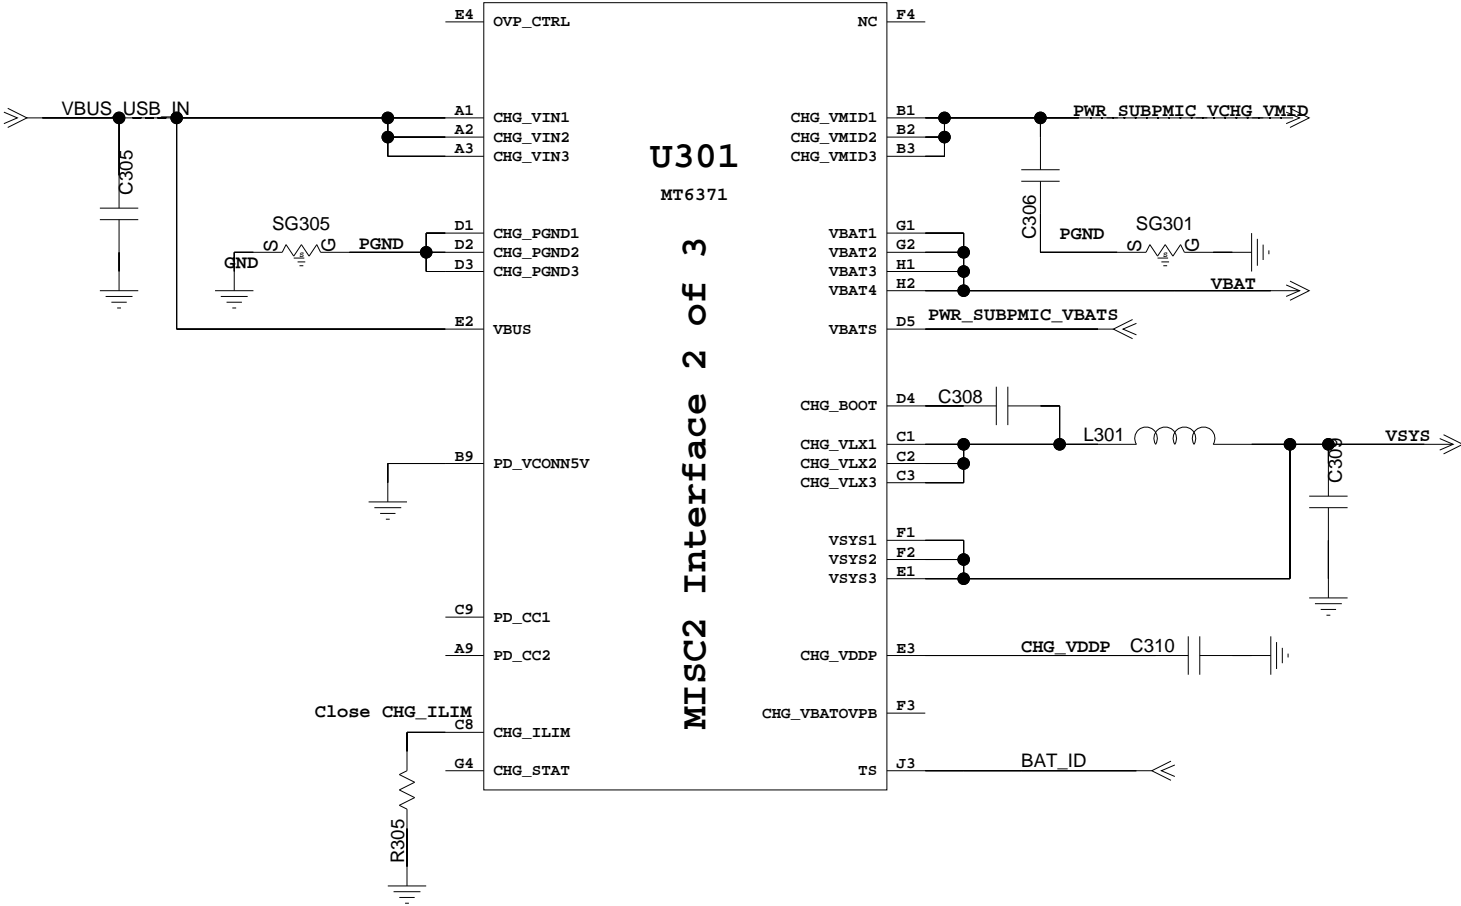 E4 OVP_CTRL
NC F4
VBUS_USB_IN
A1 CHG_VIN1
A2 CHG_VIN2
A3 CHG_VIN3
CHG_VMID1 B1 PWR_SUBPMIC_VCHG_VMID
CHG_VMID2 B2
CHG_VMID3 B3
C305
U301
MT6371
C306
SG305
S G
PGND
GND
D1 CHG_PGND1
D2 CHG_PGND2
D3 CHG_PGND3
VBAT1 G1
VBAT2 G2
VBAT3 H1
VBAT4 H2
VBAT
PGND
SG301
S G
E2 VBUS
VBATS D5 PWR_SUBPMIC_VBATS
MISC2 Interface 2 of 3
CHG_BOOT D4 C308
CHG_VLX1 C1
CHG_VLX2 C2
CHG_VLX3 C3
L301
VSYS
C309
B9 PD_VCONN5V
VSYS1 F1
VSYS2 F2
VSYS3 E1
C9 PD_CC1
A9 PD_CC2
CHG_VDDP E3 CHG_VDDP C310
Close CHG_ILIM
C8 CHG_ILIM
CHG_VBATOVPB F3
G4 CHG_STAT
TS J3 BAT_ID
R305